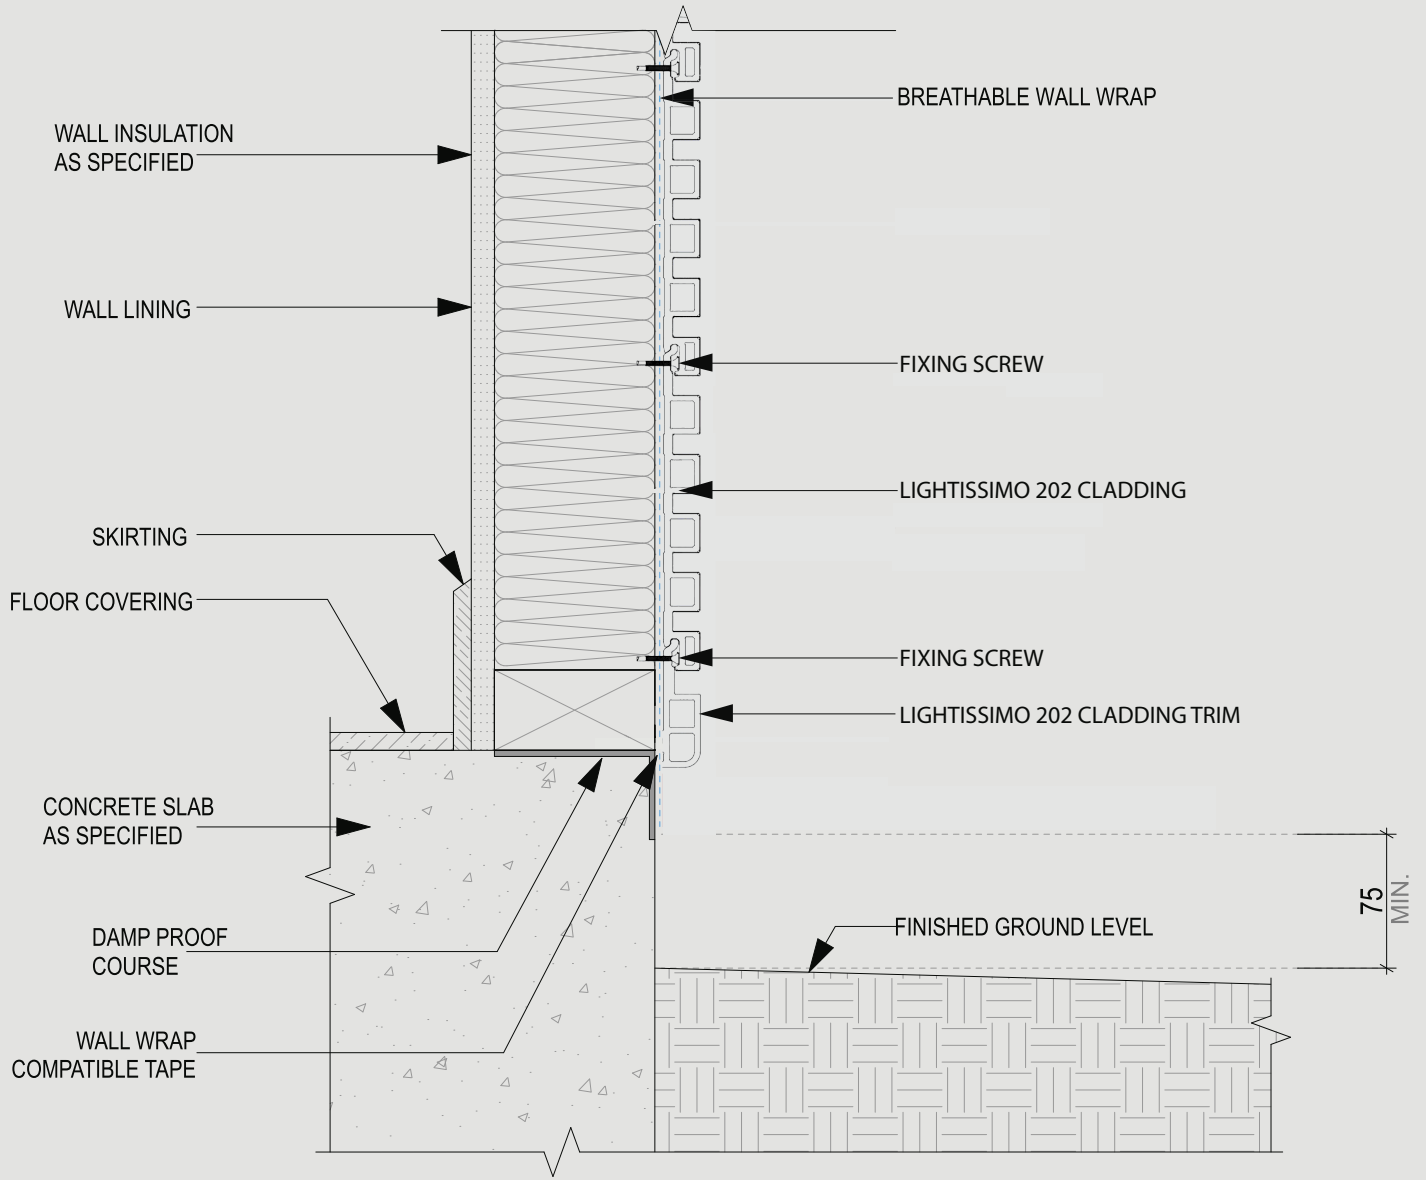 BREATHABLE WALL WRAP
WALL INSULATION
AS SPECIFIED
WALL LINING
FIXING SCREW
LIGHTISSIMO 202 CLADDING
SKIRTING
FLOOR COVERING
FIXING SCREW
LIGHTISSIMO 202 CLADDING TRIM
CONCRETE SLAB
AS SPECIFIED
75
MIN.
FINISHED GROUND LEVEL
DAMP PROOF
COURSE
WALL WRAP
COMPATIBLE TAPE